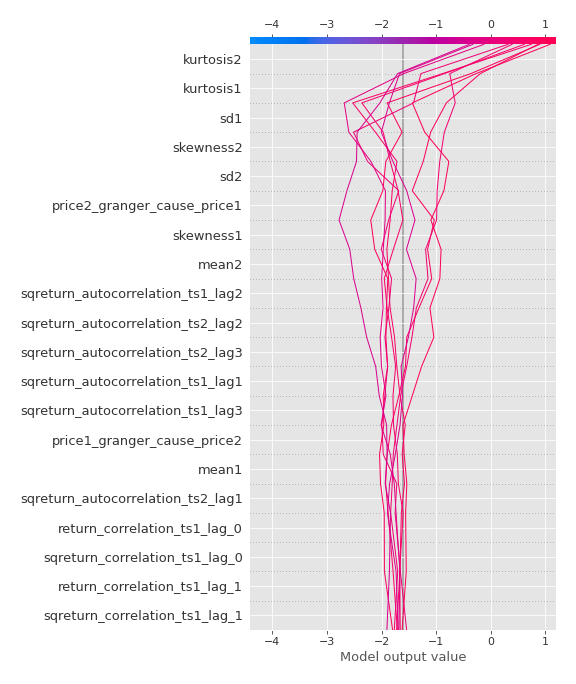 −4 −3 −2 −1 0 1
kurtosis2
kurtosis1
sd1
skewness2
sd2
price2_granger_cause_price1
skewness1
mean2
sqreturn_autocorrelation_ts1_lag2
sqreturn_autocorrelation_ts2_lag2
sqreturn_autocorrelation_ts2_lag3
sqreturn_autocorrelation_ts1_lag1
sqreturn_autocorrelation_ts1_lag3
price1_granger_cause_price2
mean1
sqreturn_autocorrelation_ts2_lag1
return_correlation_ts1_lag_0
sqreturn_correlation_ts1_lag_0
return_correlation_ts1_lag_1
sqreturn_correlation_ts1_lag_1
−4 −3 −2 −1 0 1
Model output value